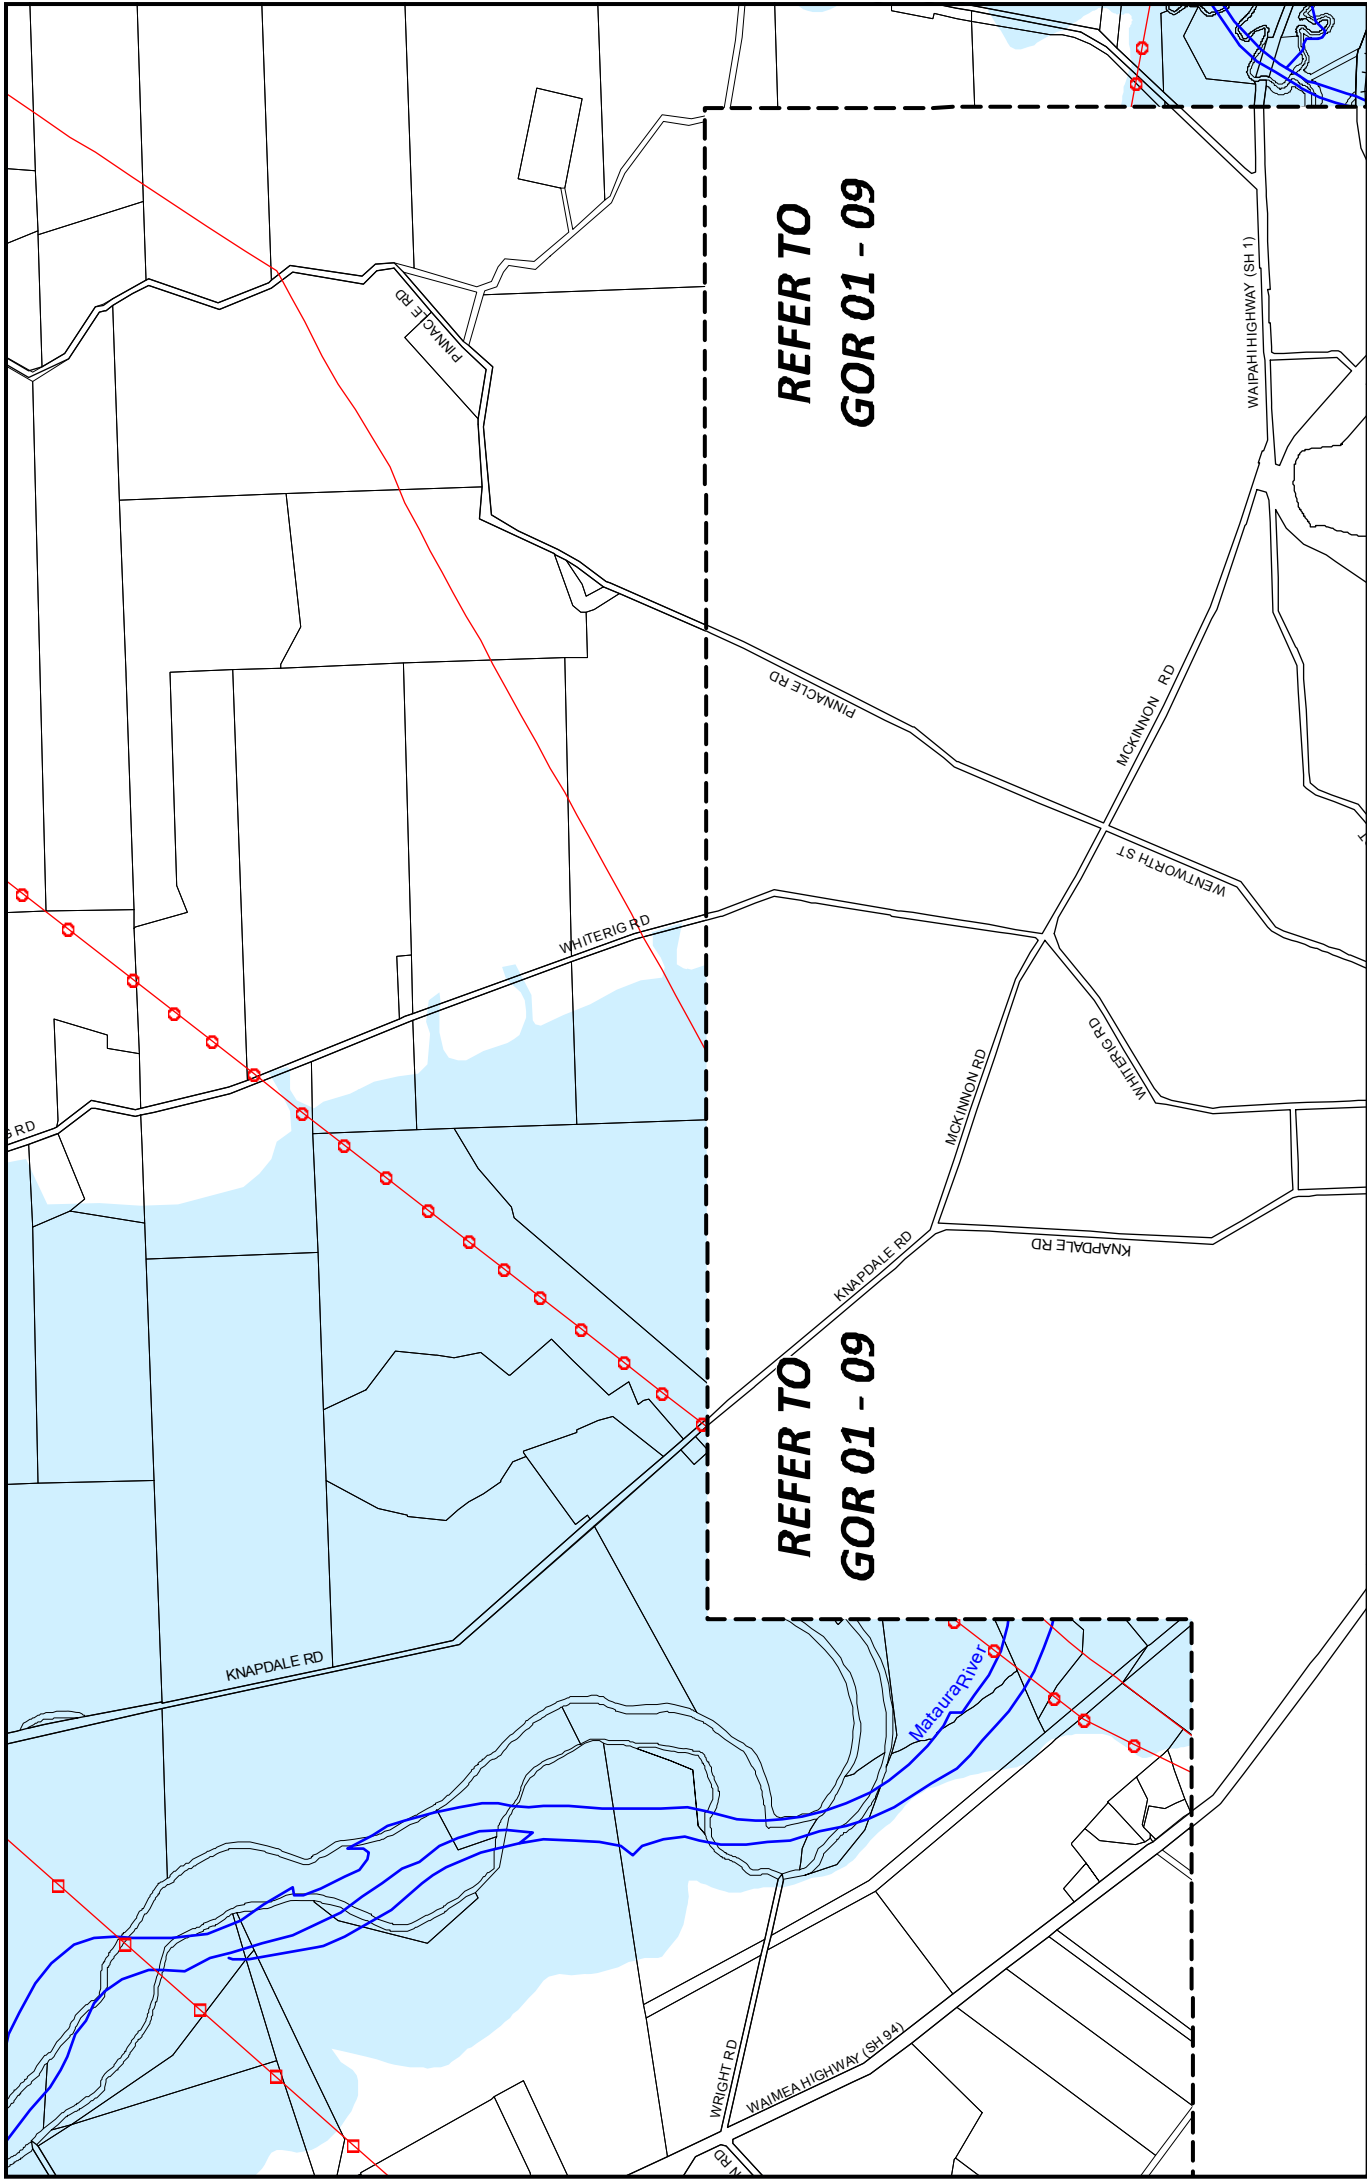 PINNACLE RD
REFER TO
GOR 01 - 09
WAIPAHI HIGHWAY (SH 1)
PINNACLE RD
MCKINNON RD
WENTWORTH ST
WHITERIG RD
WHITERIG RD
MCKINNON RD
RD
KNAPDALE RD
KNAPDALE RD
REFER TO
GOR 01 - 09
KNAPDALE RD
Mataura River
WRIGHT RD
WAIMEA HIGHWAY (SH 94)
N RD